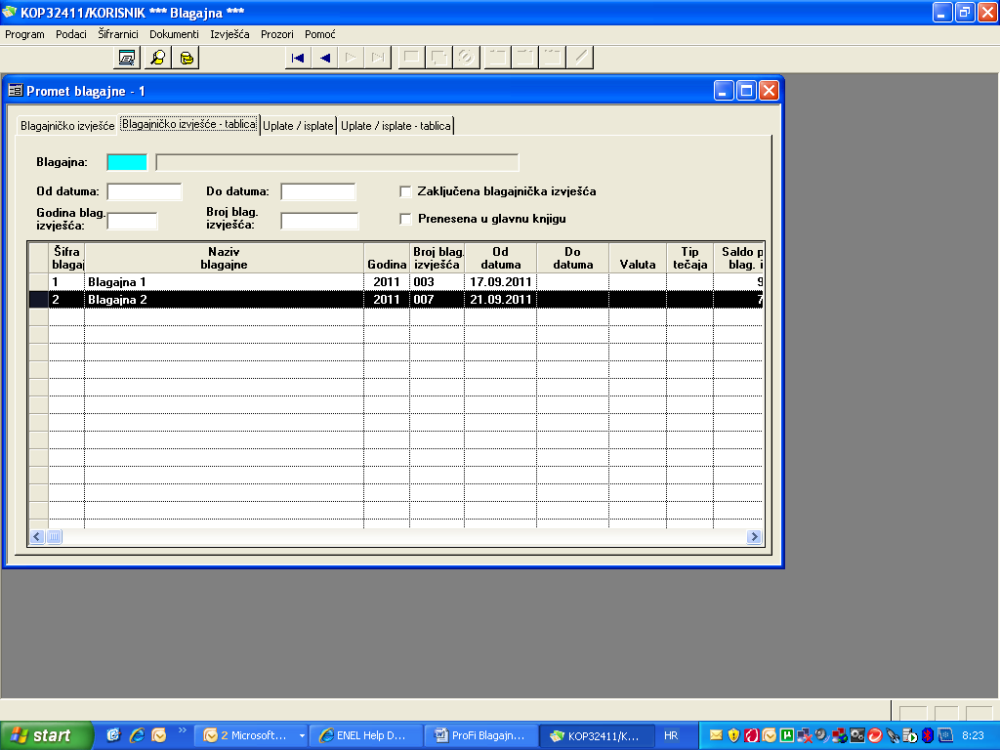 KOP32411/KORISNIK *** Blagajna ***
Program Podaci Šifrarnici Dokumenti Izvješća Prozori Pomoć
Promet blagajne - 1
Blagajničko izvješće Blagajničko izvješće - tablica Uplate / isplate Uplate / isplate - tablica
Blagajna:
Od datuma: Do datuma: Zaključena blagajnička izvješća
Godina blag. izvješća: Broj blag. izvješća: Prenesena u glavnu knjigu
Šifra Naziv Broj blag. Od Do Tip Saldo p
blagaj blagajne Godina izvješća datuma datuma Valuta tečaja blag. i
1 Blagajna 1 2011 003 17.09.2011 9
2 Blagajna 2 2011 007 21.09.2011 7
start 2 Microsoft... ENEL Help D... ProFi Blagajn... KOP32411/K... HR 8:23